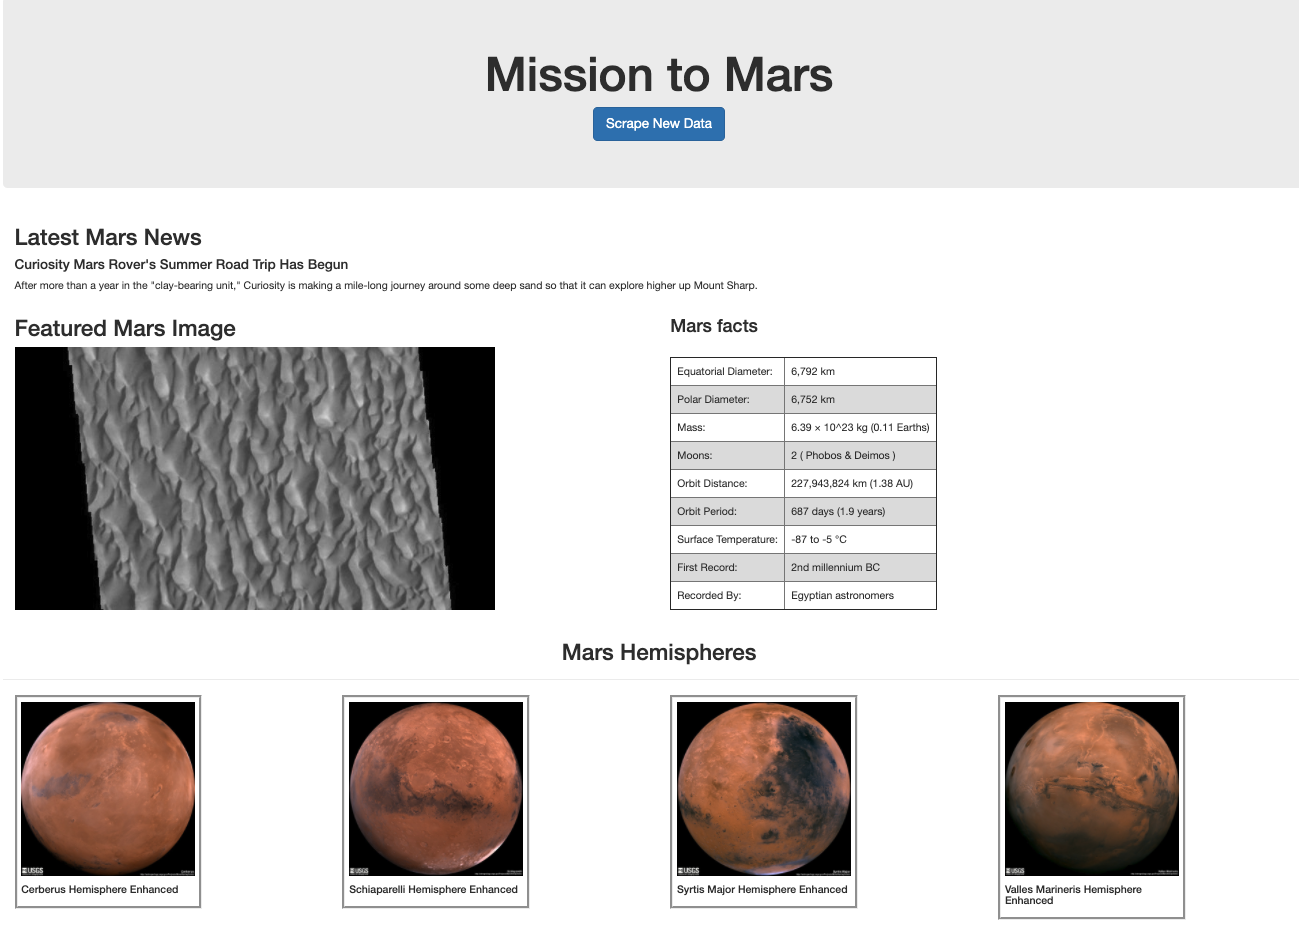 Mission to Mars
Scrape New Data
Latest Mars News
Curiosity Mars Rover's Summer Road Trip Has Begun
After more than a year in the "clay-bearing unit," Curiosity is making a mile-long journey around some deep sand so that it can explore higher up Mount Sharp.
Featured Mars Image
Mars facts
Equatorial Diameter: 6,792 km
Polar Diameter: 6,752 km
Mass: 6.39 × 10^23 kg (0.11 Earths)
Moons: 2 ( Phobos & Deimos )
Orbit Distance: 227,943,824 km (1.38 AU)
Orbit Period: 687 days (1.9 years)
Surface Temperature: -87 to -5 °C
First Record: 2nd millennium BC
Recorded By: Egyptian astronomers
Mars Hemispheres
USGS
USGS
USGS
USGS
Cerberus Hemisphere Enhanced
Schiaparelli Hemisphere Enhanced
Syrtis Major Hemisphere Enhanced
Valles Marineris Hemisphere
Enhanced